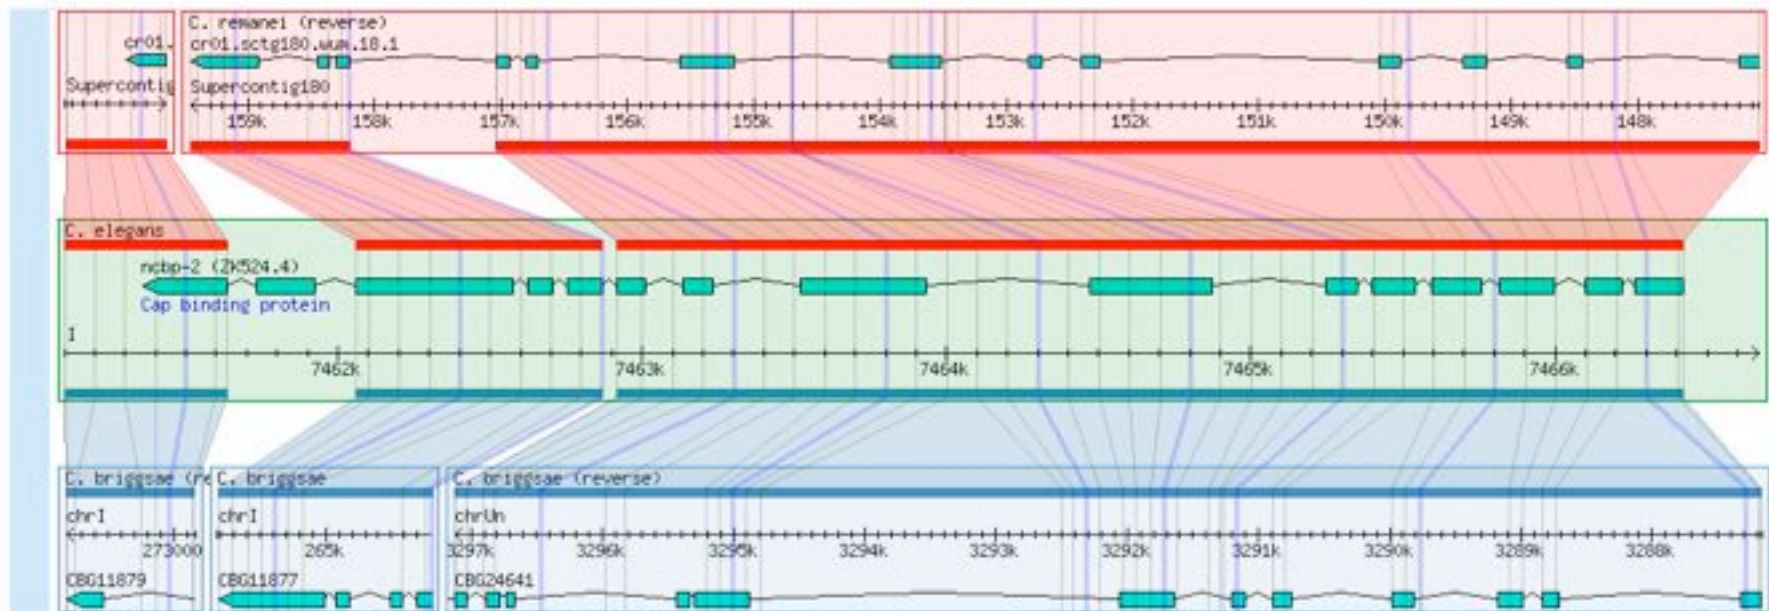 C. remanei (reverse)
cr01. cr01.sctg180.wum.18.1
Supercontig Supercontig180
159k 158k 157k 156k 155k 154k 153k 152k 151k 150k 149k 148k
C. elegans
ncbp-2 (ZK524.4)
Cap binding protein
I
7462k 7463k 7464k 7465k 7466k
C. briggsae (re C. briggsae C. briggsae (reverse)
chrI chrI chrUn
273000 265k 3297k 3296k 3295k 3294k 3293k 3292k 3291k 3290k 3289k 3288k
CBG11879 CBG11877 CBG24641